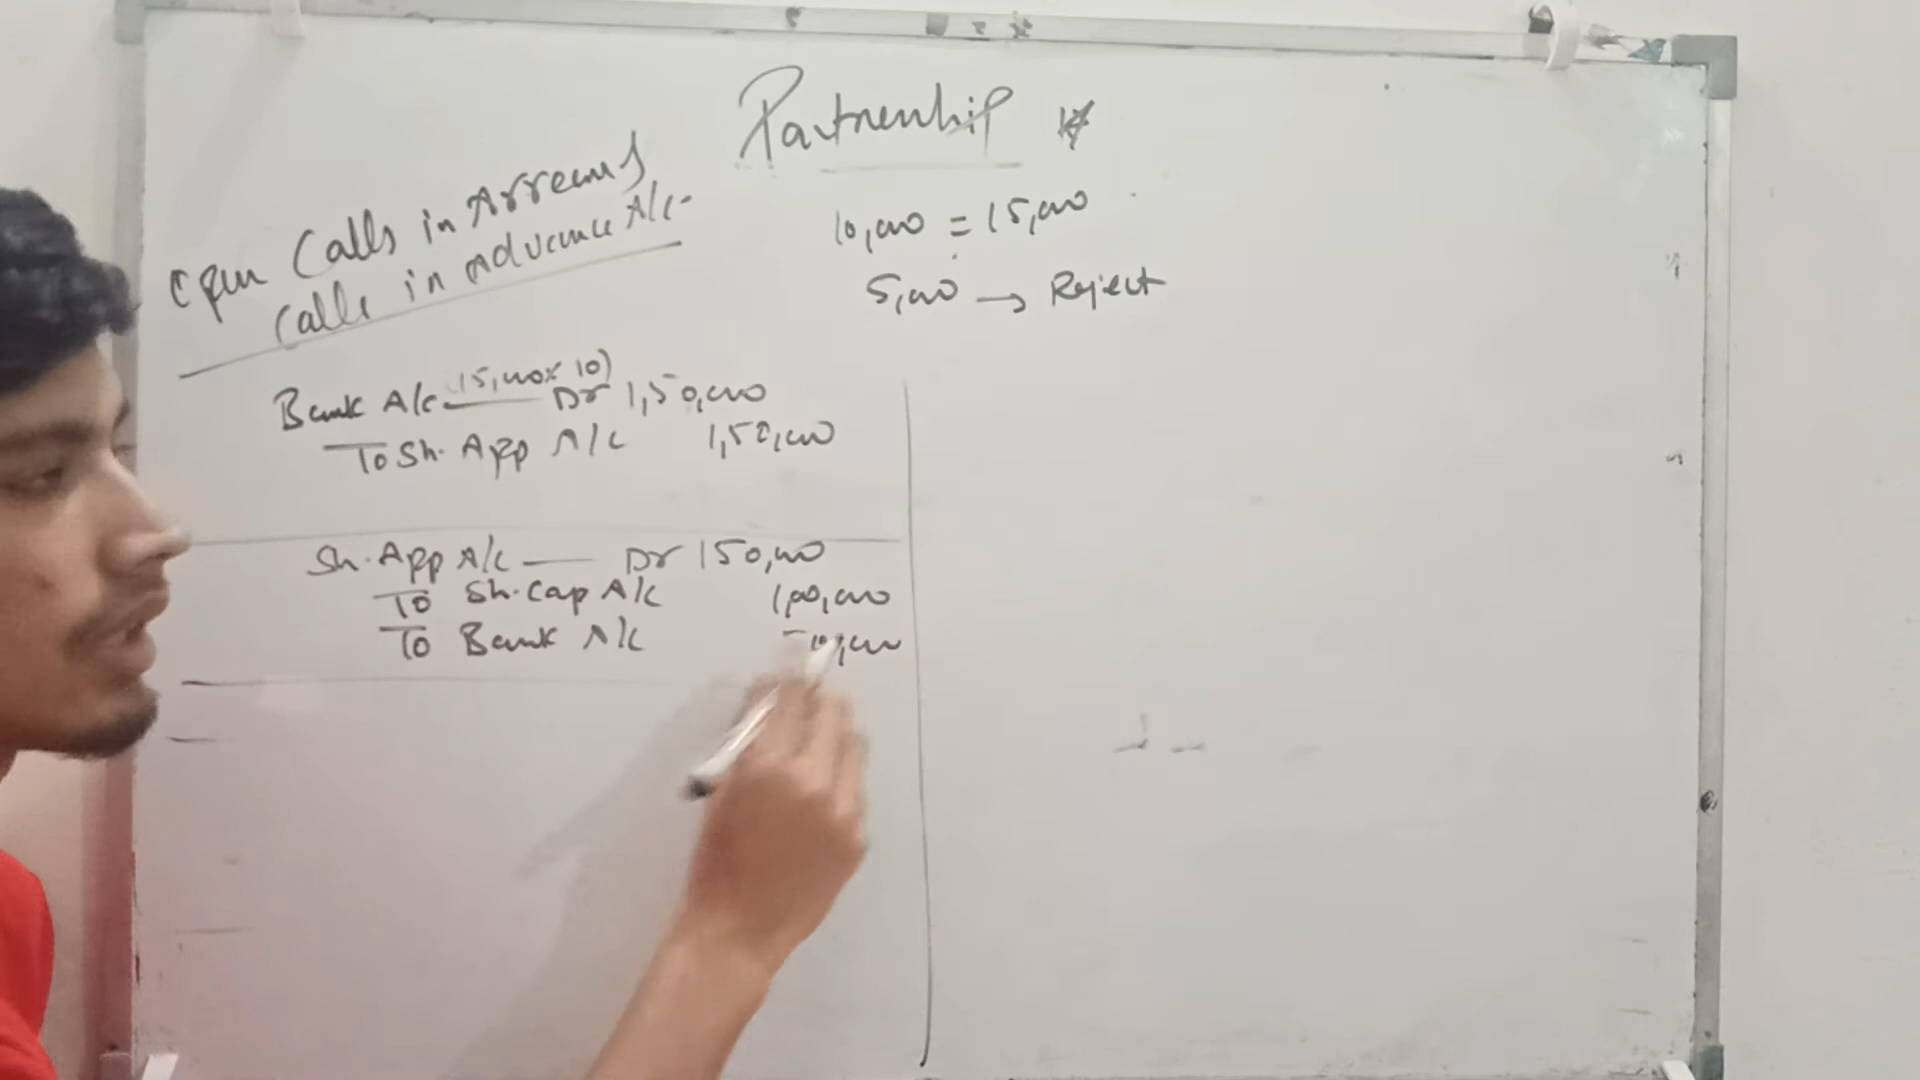 Partnership
Open Calls in Arrears
Calls in Advance A/c
10,000 = 15,000
5,000 → Reject
Bank A/c (15,000x10) Dr 1,50,000
To Sh. App A/c 1,50,000
Sh. App A/c Dr 150,000
To Sh. Cap A/c 1,00,000
To Bank A/c 50,000